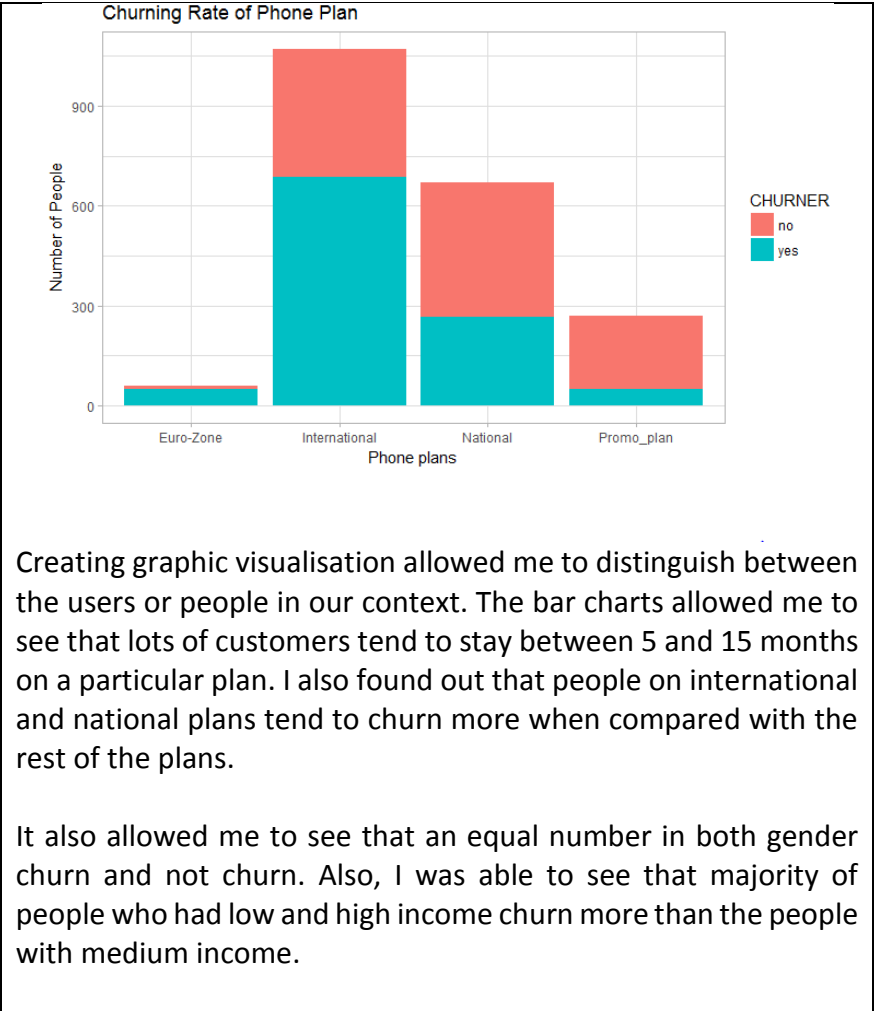 Churning Rate of Phone Plan
900
600
300
0
Number of People
Euro-Zone International National Promo_plan
Phone plans
CHURNER
no
yes
Creating graphic visualisation allowed me to distinguish between
the users or people in our context. The bar charts allowed me to
see that lots of customers tend to stay between 5 and 15 months
on a particular plan. I also found out that people on international
and national plans tend to churn more when compared with the
rest of the plans.
It also allowed me to see that an equal number in both gender
churn and not churn. Also, I was able to see that majority of
people who had low and high income churn more than the people
with medium income.